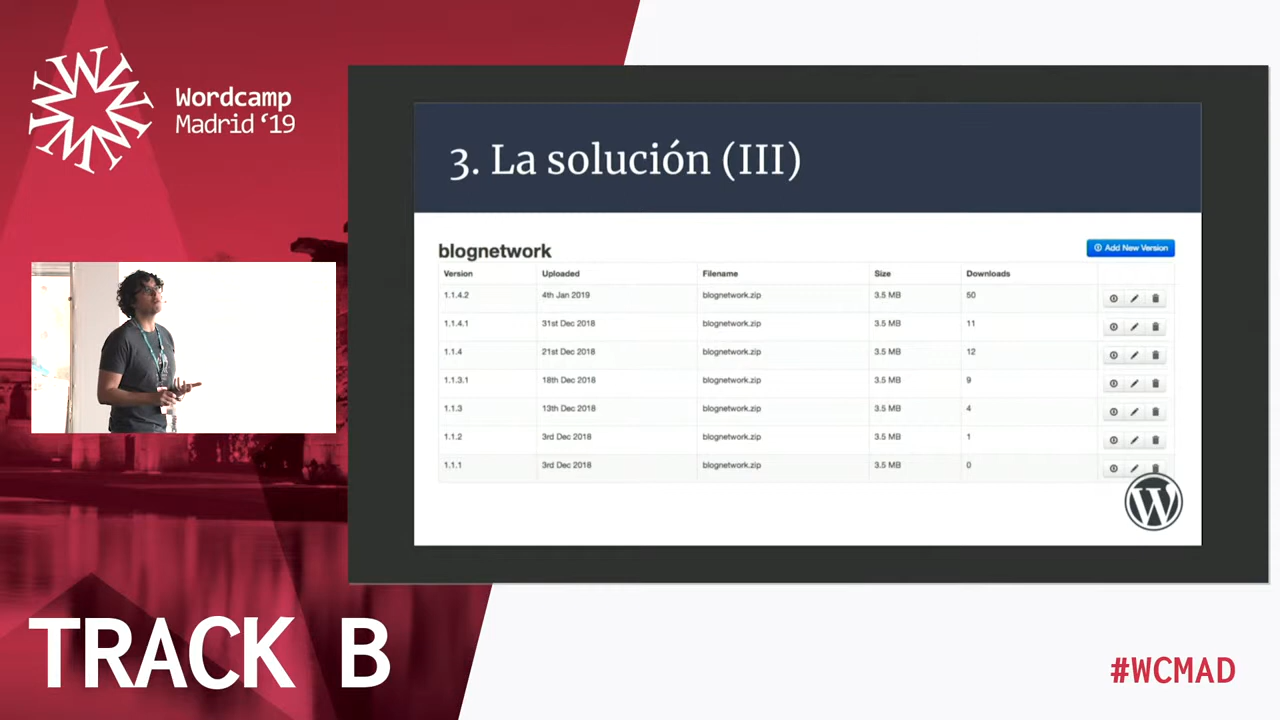 Wordcamp
Madrid ‘19
3. La solución (III)
blognetwork
Add New Version
Version Uploaded Filename Size Downloads
1.1.4.2 4th Jan 2019 blognetwork.zip 3.5 MB 50
1.1.4.1 31st Dec 2018 blognetwork.zip 3.5 MB 11
1.1.4 21st Dec 2018 blognetwork.zip 3.5 MB 12
1.1.3.1 18th Dec 2018 blognetwork.zip 3.5 MB 9
1.1.3 13th Dec 2018 blognetwork.zip 3.5 MB 4
1.1.2 3rd Dec 2018 blognetwork.zip 3.5 MB 1
1.1.1 3rd Dec 2018 blognetwork.zip 3.5 MB 0
TRACK B
#WCMAD